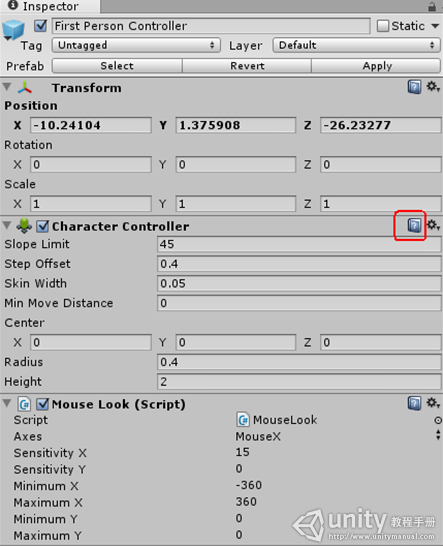 Inspector
First Person Controller Static
Tag Untagged Layer Default
Prefab Select Revert Apply
Transform
Position
X -10.24104 Y 1.375908 Z -26.23277
Rotation
X 0 Y 0 Z 0
Scale
X 1 Y 1 Z 1
Character Controller
Slope Limit 45
Step Offset 0.4
Skin Width 0.05
Min Move Distance 0
Center
X 0 Y 0 Z 0
Radius 0.4
Height 2
Mouse Look (Script)
Script MouseLook
Axes MouseX
Sensitivity X 15
Sensitivity Y 0
Minimum X -360
Maximum X 360
Minimum Y 0
Maximum Y 0
unity 教程手册
www.unitymanual.com